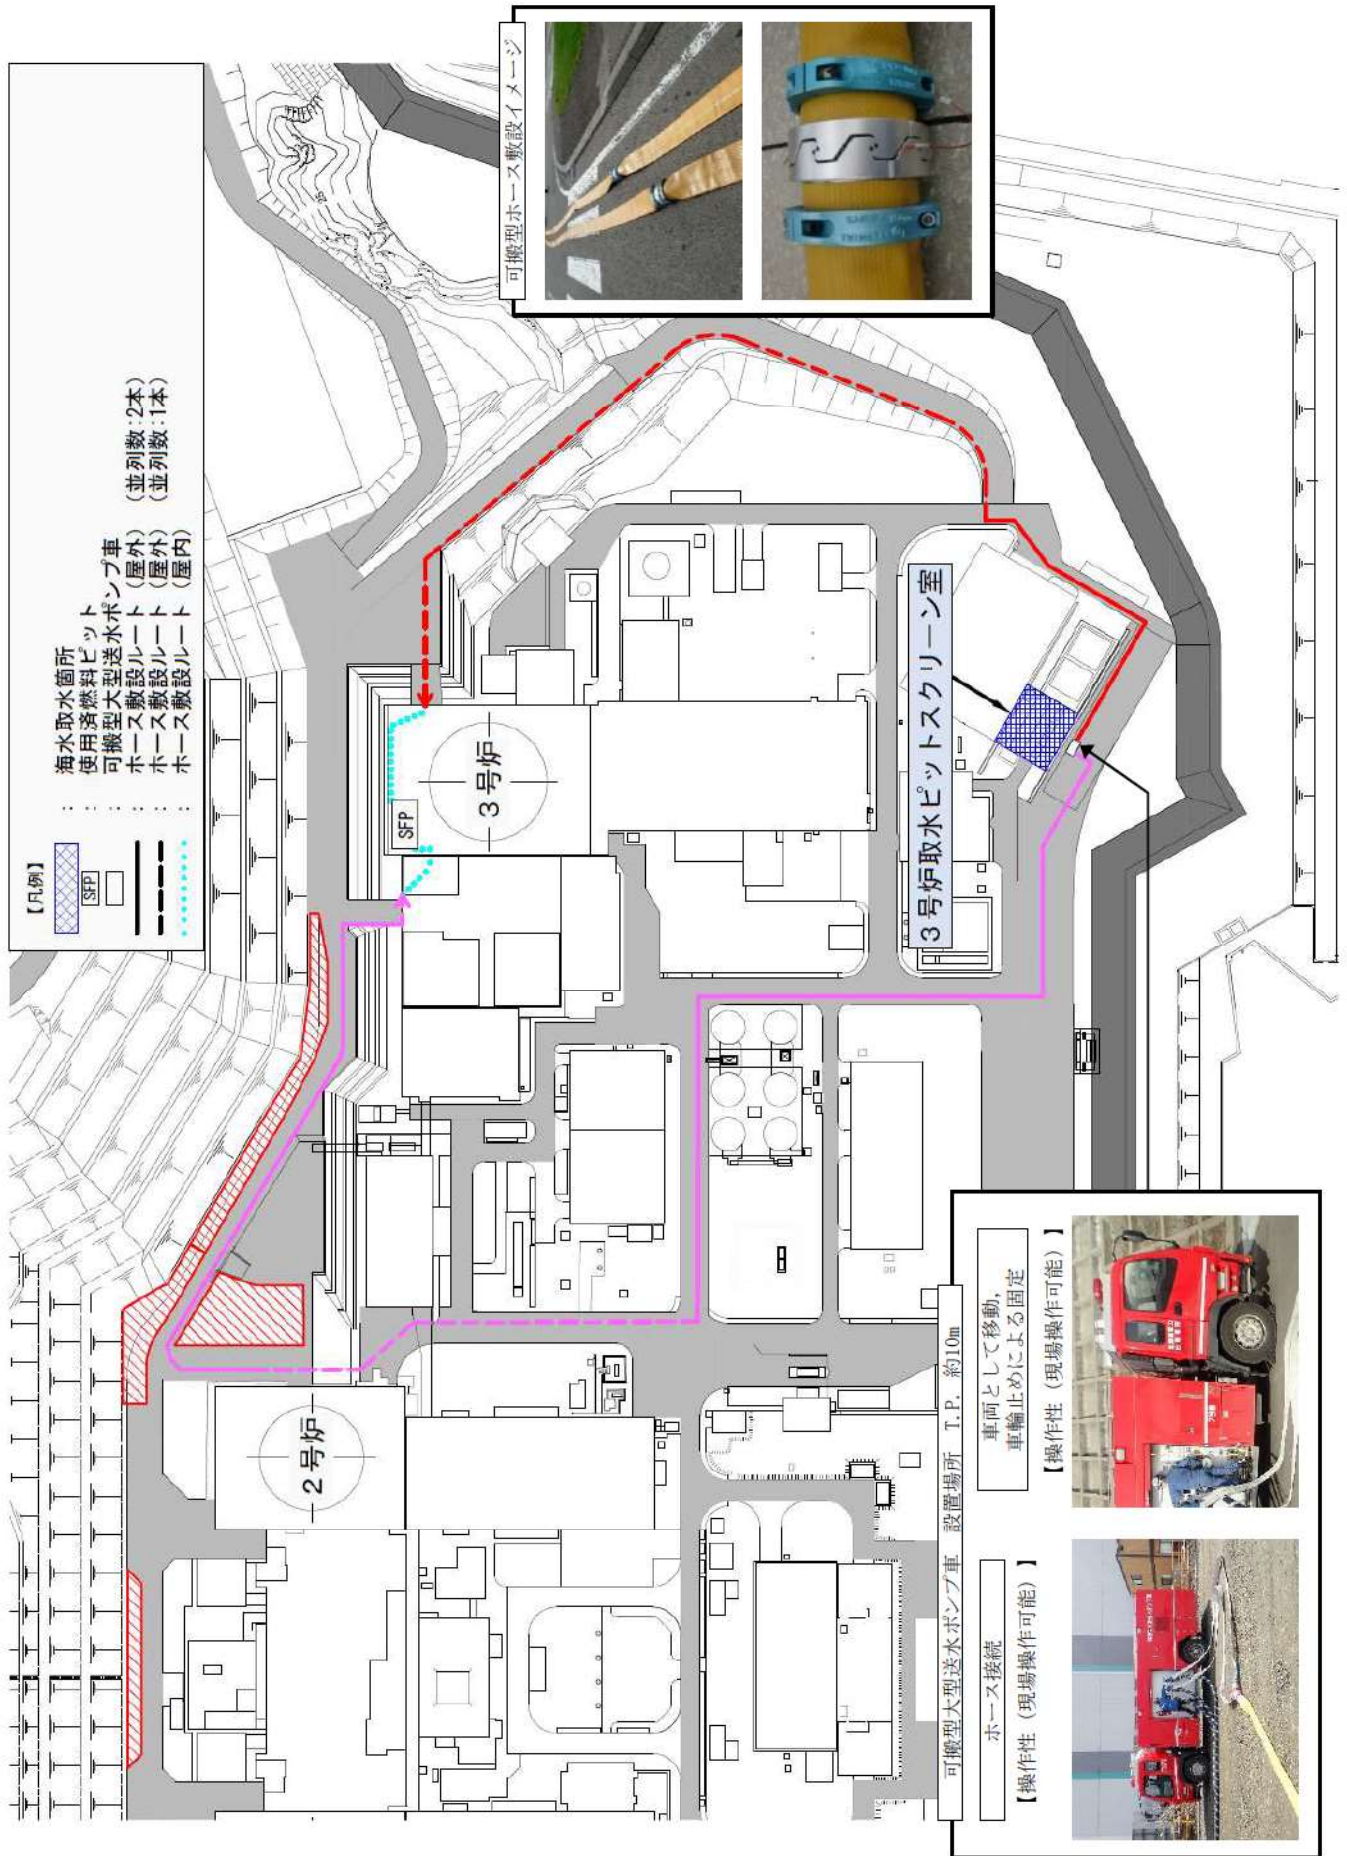 【凡例】
： 海水取水箇所
SFP ： 使用済燃料ピット
： 可搬型大型送水ポンプ車
： ホース敷設ルート（屋外）（並列数：2本）
： ホース敷設ルート（屋外）（並列数：1本）
： ホース敷設ルート（屋内）
25
SFP
3号炉
2号炉
3号炉取水ピットスクリーン室
可搬型ホース敷設イメージ
可搬型大型送水ポンプ車 設置場所 T.P. 約10m
ホース接続
【操作性（現場操作可能）】
車両として移動，
車輪止めによる固定
【操作性（現場操作可能）】